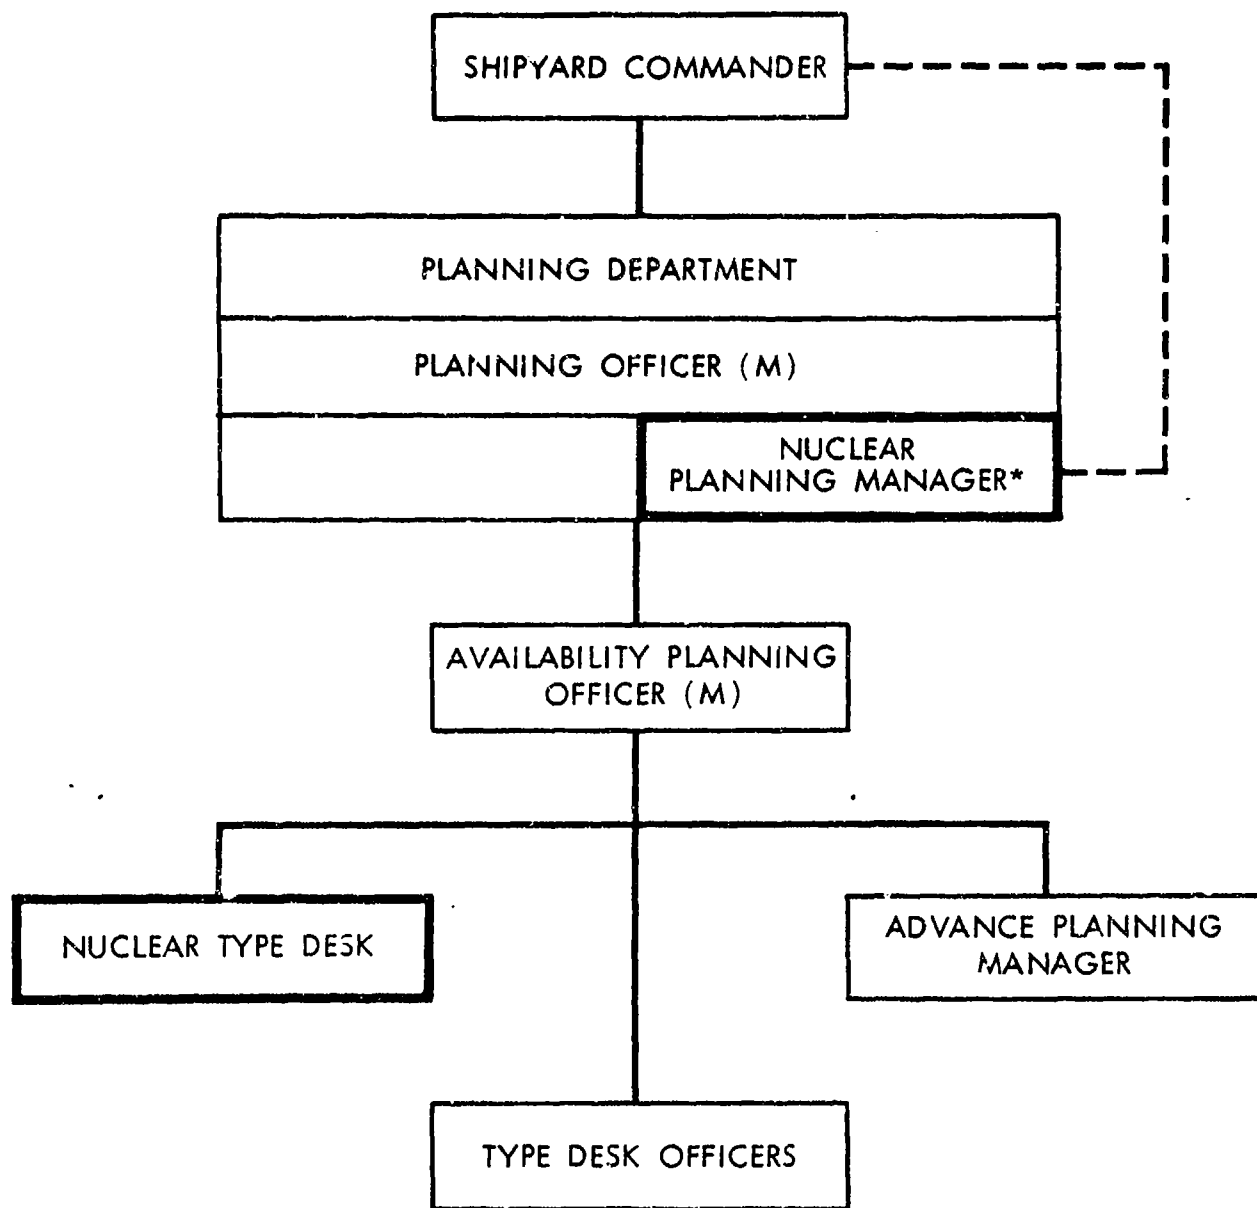 SHIPYARD COMMANDER
PLANNING DEPARTMENT
PLANNING OFFICER (M)
NUCLEAR
PLANNING MANAGER*
AVAILABILITY PLANNING
OFFICER (M)
NUCLEAR TYPE DESK
ADVANCE PLANNING
MANAGER
TYPE DESK OFFICERS